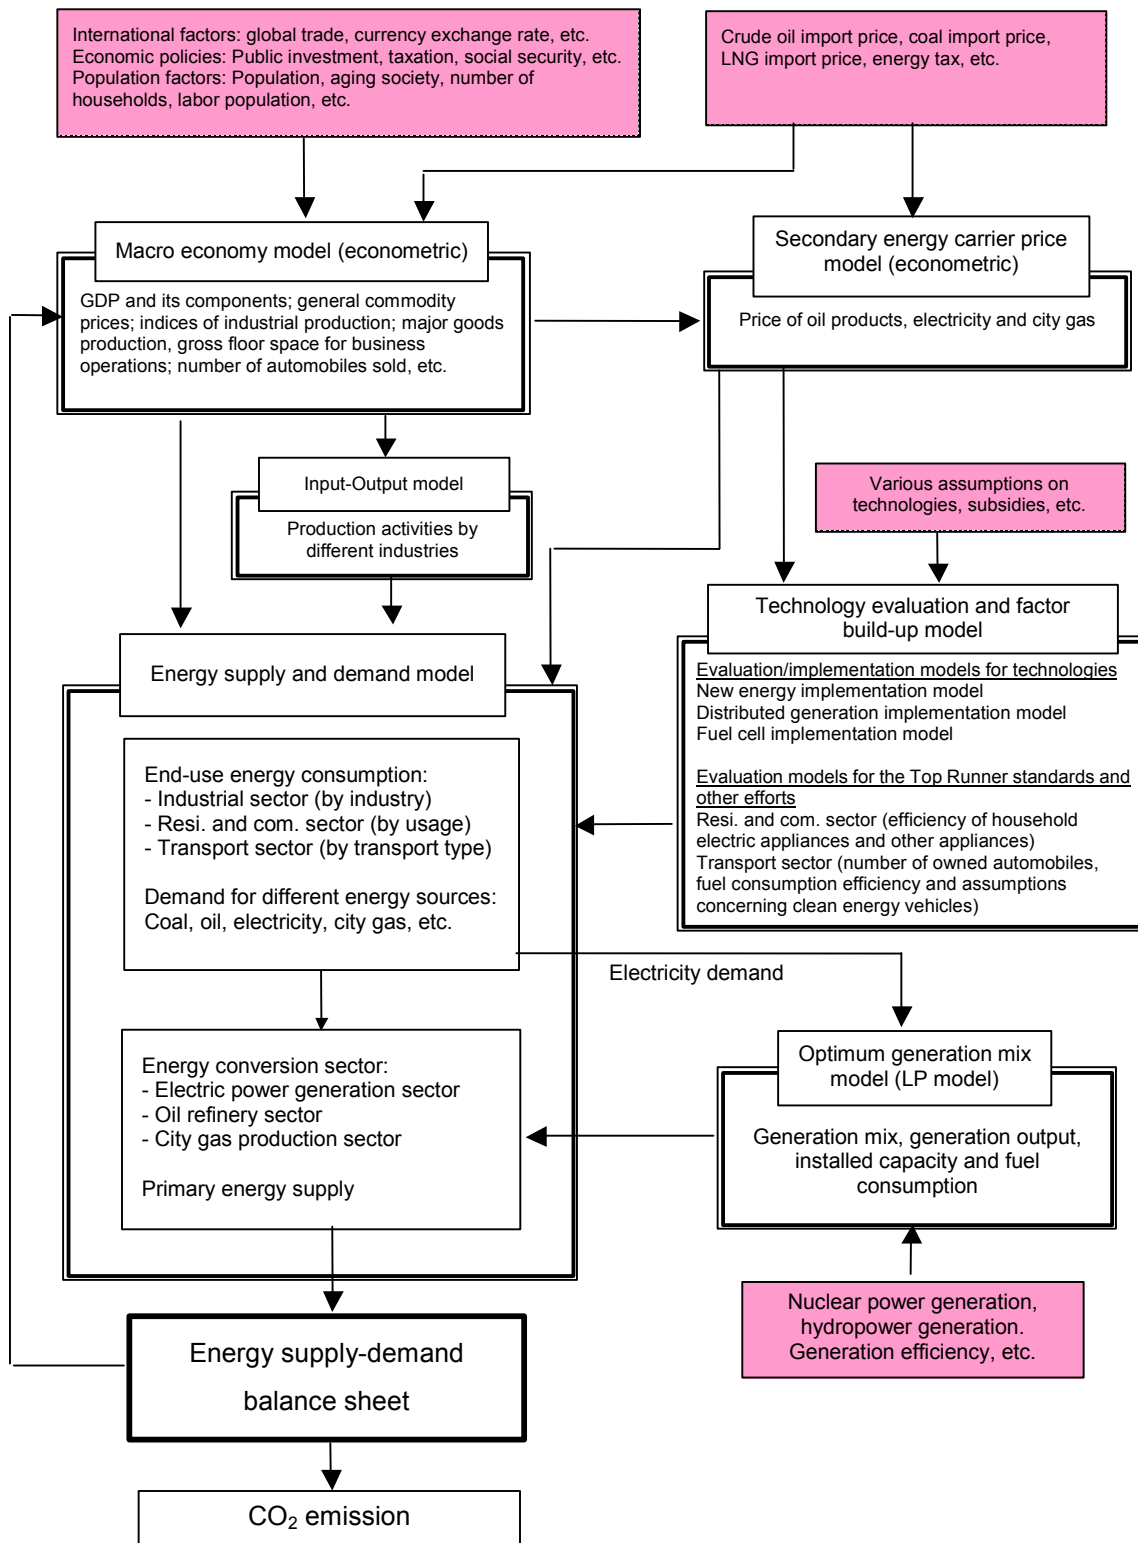 International factors: global trade, currency exchange rate, etc.
Economic policies: Public investment, taxation, social security, etc.
Population factors: Population, aging society, number of
households, labor population, etc.
Crude oil import price, coal import price,
LNG import price, energy tax, etc.
Macro economy model (econometric)
GDP and its components; general commodity
prices; indices of industrial production; major goods
production, gross floor space for business
operations; number of automobiles sold, etc.
Secondary energy carrier price
model (econometric)
Price of oil products, electricity and city gas
Input-Output model
Production activities by
different industries
Various assumptions on
technologies, subsidies, etc.
Technology evaluation and factor
build-up model
Evaluation/implementation models for technologies
New energy implementation model
Distributed generation implementation model
Fuel cell implementation model
Evaluation models for the Top Runner standards and
other efforts
Resi. and com. sector (efficiency of household
electric appliances and other appliances)
Transport sector (number of owned automobiles,
fuel consumption efficiency and assumptions
concerning clean energy vehicles)
Energy supply and demand model
End-use energy consumption:
- Industrial sector (by industry)
- Resi. and com. sector (by usage)
- Transport sector (by transport type)
Demand for different energy sources:
Coal, oil, electricity, city gas, etc.
Electricity demand
Energy conversion sector:
- Electric power generation sector
- Oil refinery sector
- City gas production sector
Primary energy supply
Optimum generation mix
model (LP model)
Generation mix, generation output,
installed capacity and fuel
consumption
Nuclear power generation,
hydropower generation.
Generation efficiency, etc.
Energy supply-demand
balance sheet
CO₂ emission